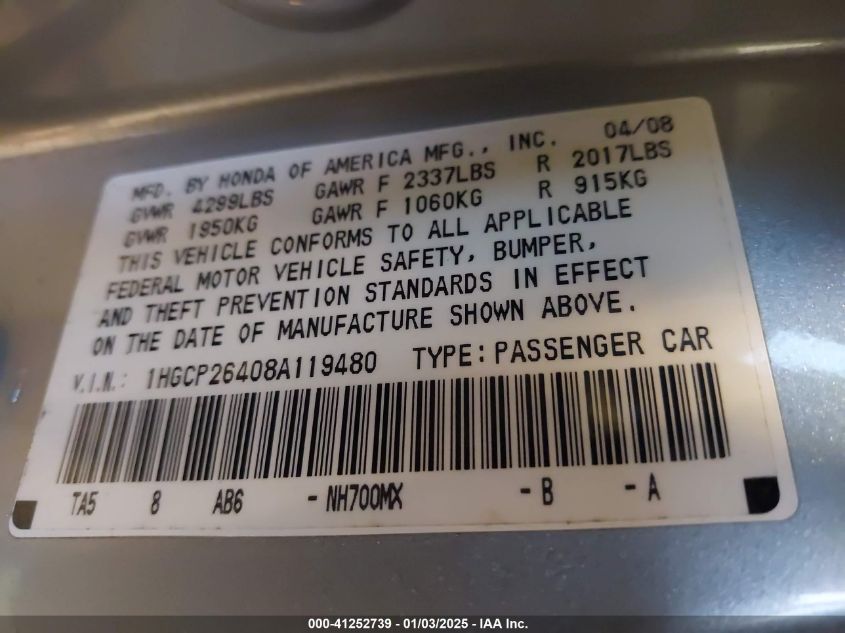 MFD. BY HONDA OF AMERICA MFG., INC. 04/08
GVWR 4299LBS GAWR F 2337LBS R 2017LBS
GVWR 1950KG GAWR F 1060KG R 915KG
THIS VEHICLE CONFORMS TO ALL APPLICABLE
FEDERAL MOTOR VEHICLE SAFETY, BUMPER,
AND THEFT PREVENTION STANDARDS IN EFFECT
ON THE DATE OF MANUFACTURE SHOWN ABOVE.
V.I.N.: 1HGCP26408A119480 TYPE: PASSENGER CAR
TA5 8 AB6 -NH700MX -B -A
000-41252739 - 01/03/2025 - IAA Inc.